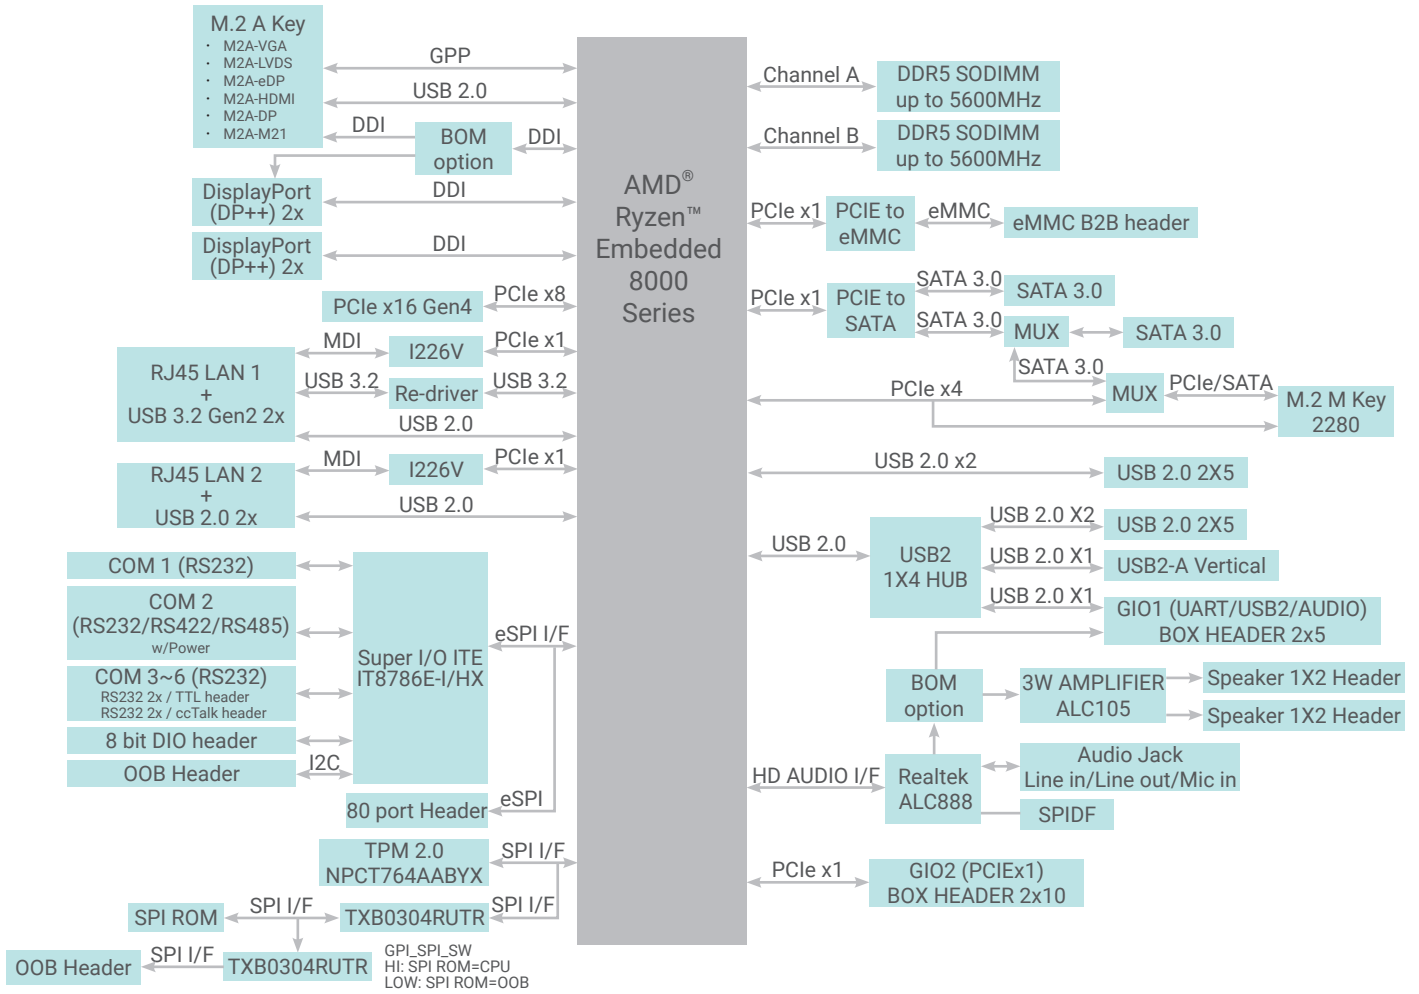 M.2 A Key
· M2A-VGA
· M2A-LVDS
· M2A-eDP
· M2A-HDMI
· M2A-DP
· M2A-M21
GPP
USB 2.0
DDI
BOM
option
DDI
DisplayPort
(DP++) 2x
DDI
DisplayPort
(DP++) 2x
DDI
PCIe x16 Gen4
PCIe x8
RJ45 LAN 1
+
USB 3.2 Gen2 2x
MDI
I226V
PCIe x1
USB 3.2
Re-driver
USB 3.2
USB 2.0
RJ45 LAN 2
+
USB 2.0 2x
MDI
I226V
PCIe x1
USB 2.0
COM 1 (RS232)
COM 2
(RS232/RS422/RS485)
w/Power
COM 3~6 (RS232)
RS232 2x / TTL header
RS232 2x / ccTalk header
8 bit DIO header
OOB Header
I2C
Super I/O ITE
IT8786E-I/HX
eSPI I/F
80 port Header
eSPI
TPM 2.0
NPCT764AABYX
SPI I/F
SPI ROM
SPI I/F
TXB0304RUTR
SPI I/F
OOB Header
SPI I/F
TXB0304RUTR
GPI_SPI_SW
HI: SPI ROM=CPU
LOW: SPI ROM=OOB
AMD®
Ryzen™
Embedded
8000
Series
Channel A
DDR5 SODIMM
up to 5600MHz
Channel B
DDR5 SODIMM
up to 5600MHz
PCIe x1
PCIE to
eMMC
eMMC
eMMC B2B header
PCIe x1
PCIE to
SATA
SATA 3.0
SATA 3.0
SATA 3.0
MUX
SATA 3.0
SATA 3.0
PCIe x4
MUX
PCIe/SATA
M.2 M Key
2280
USB 2.0 x2
USB 2.0 2X5
USB 2.0
USB2
1X4 HUB
USB 2.0 X2
USB 2.0 2X5
USB 2.0 X1
USB2-A Vertical
USB 2.0 X1
GIO1 (UART/USB2/AUDIO)
BOX HEADER 2x5
BOM
option
3W AMPLIFIER
ALC105
Speaker 1X2 Header
Speaker 1X2 Header
HD AUDIO I/F
Realtek
ALC888
Audio Jack
Line in/Line out/Mic in
SPIDF
PCIe x1
GIO2 (PCIEx1)
BOX HEADER 2x10